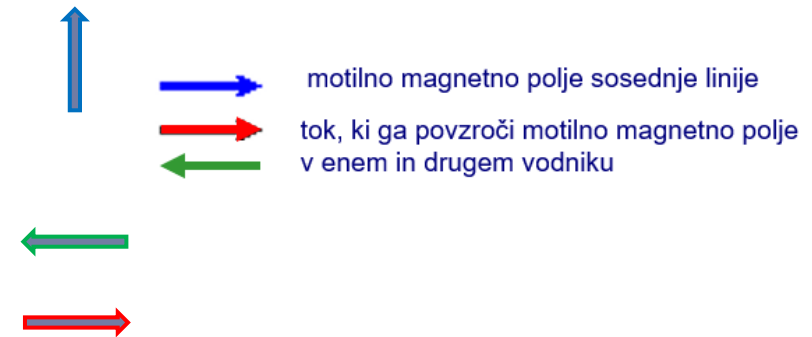 motilno magnetno polje sosednje linije
tok, ki ga povzroči motilno magnetno polje
v enem in drugem vodniku